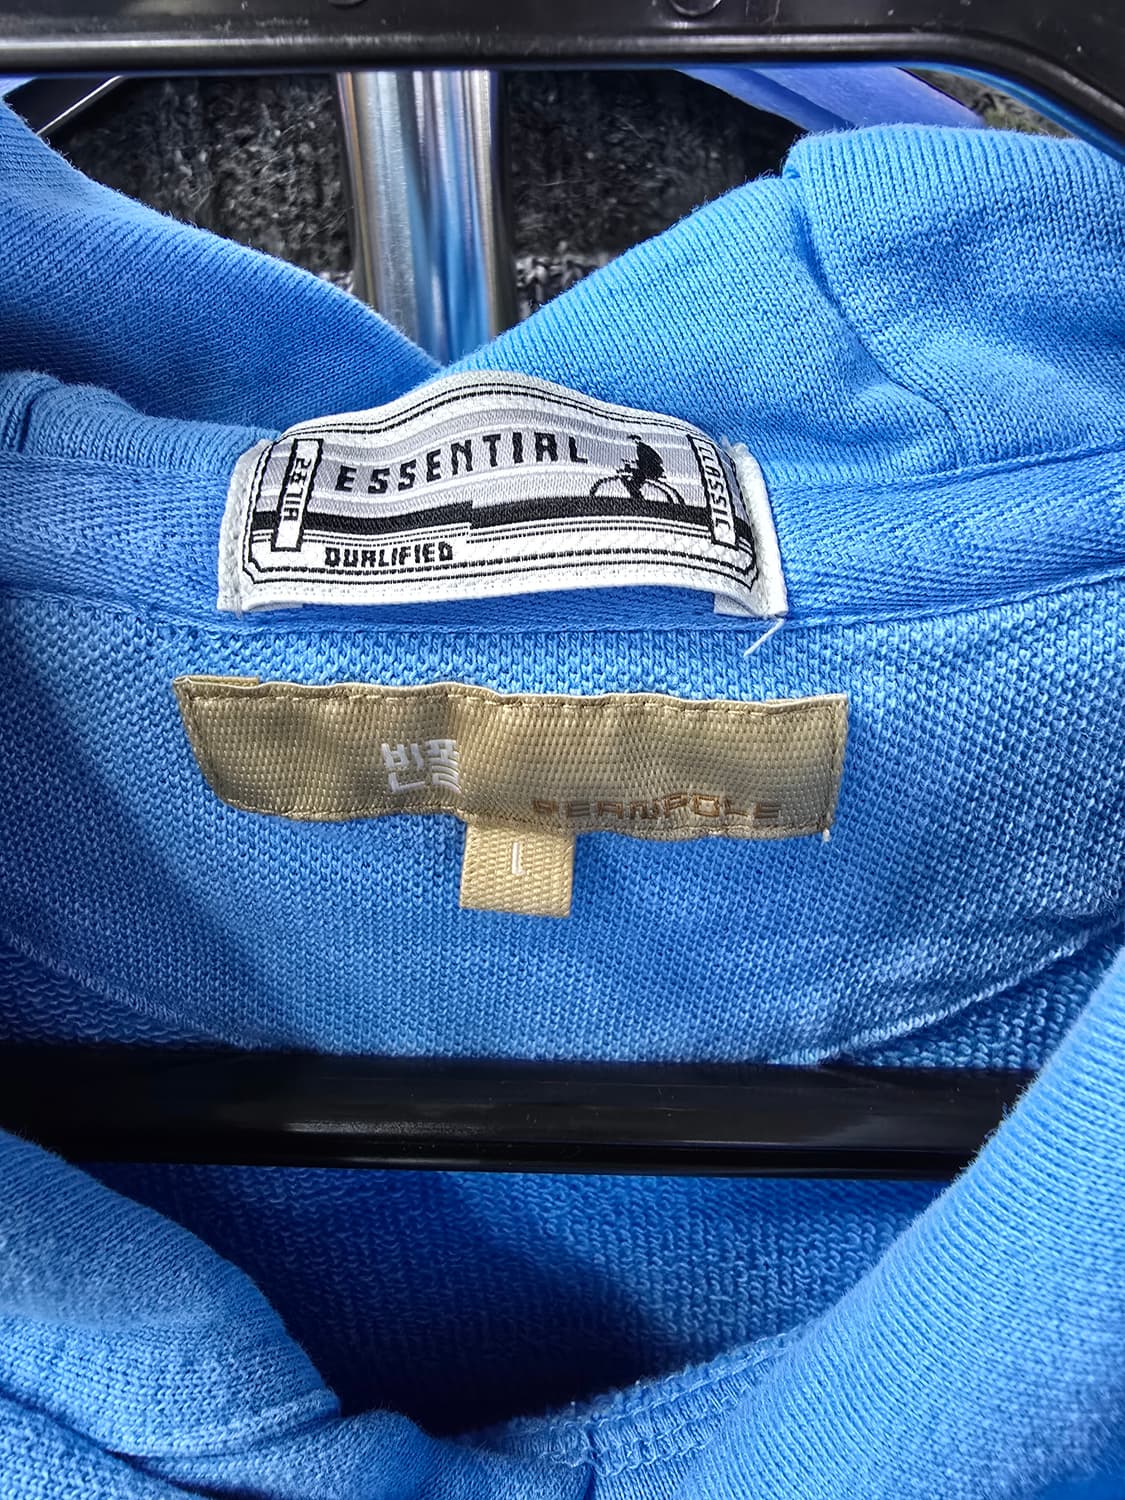 ESSENTIAL
CLASSIC
QUALIFIED
빈폴
BEANPOLE